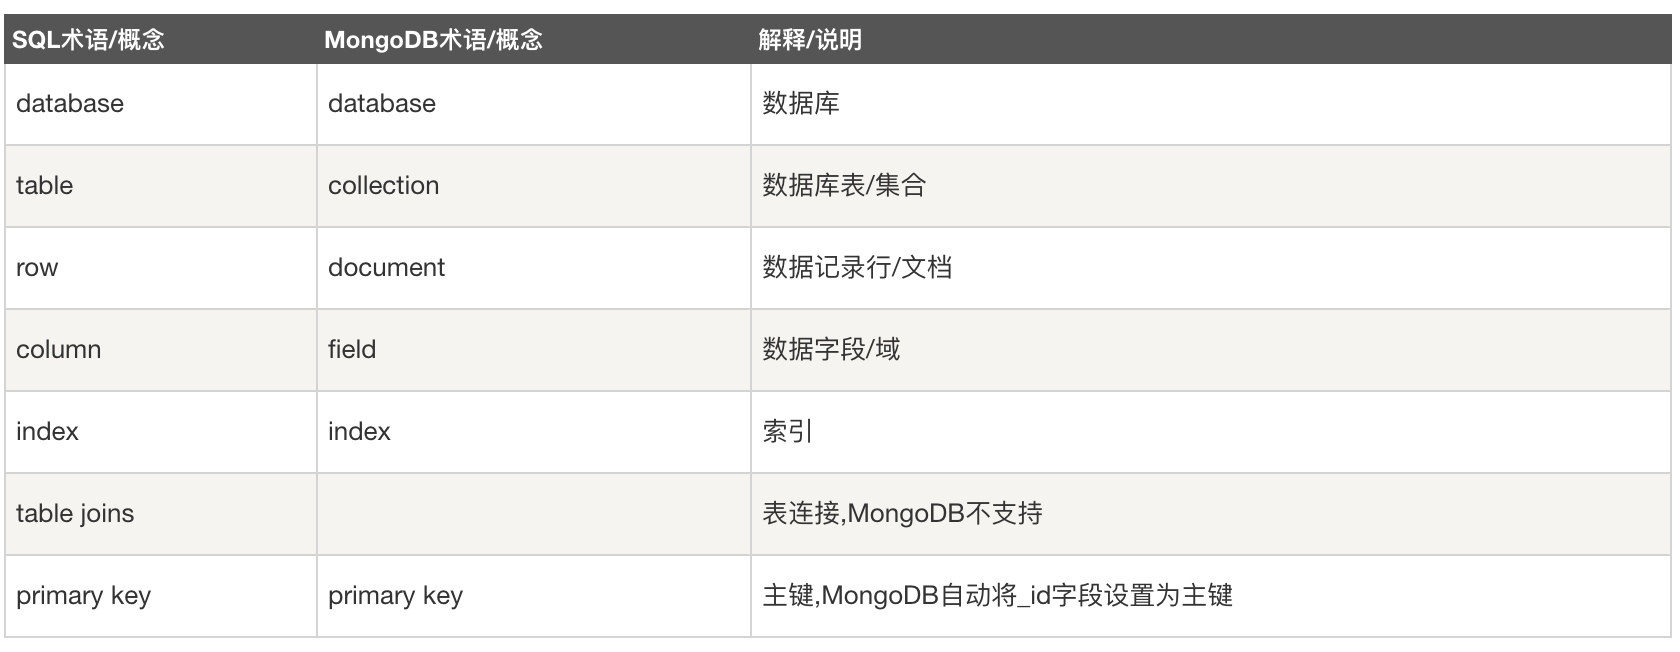 SQL术语/概念 MongoDB术语/概念 解释/说明
database database 数据库
table collection 数据库表/集合
row document 数据记录行/文档
column field 数据字段/域
index index 索引
table joins 表连接,MongoDB不支持
primary key primary key 主键,MongoDB自动将_id字段设置为主键